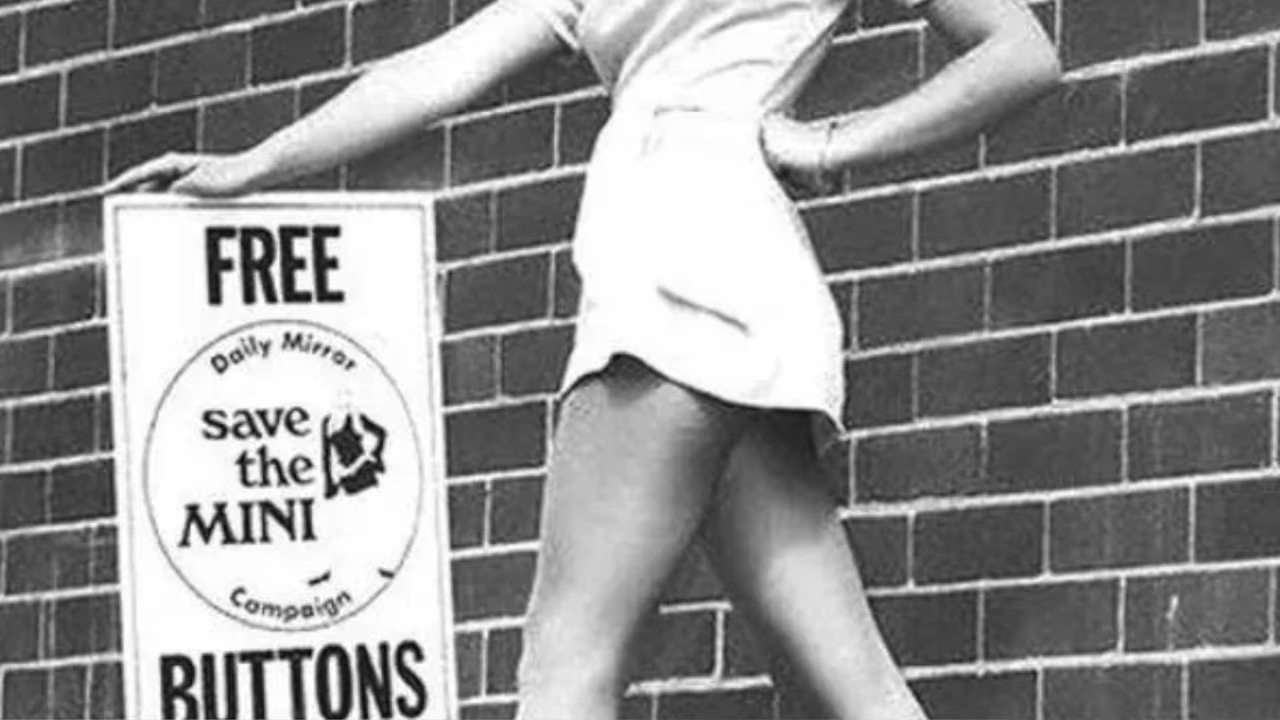 FREE
Daily Mirror
save
the
MINI
Campaign
BUTTONS